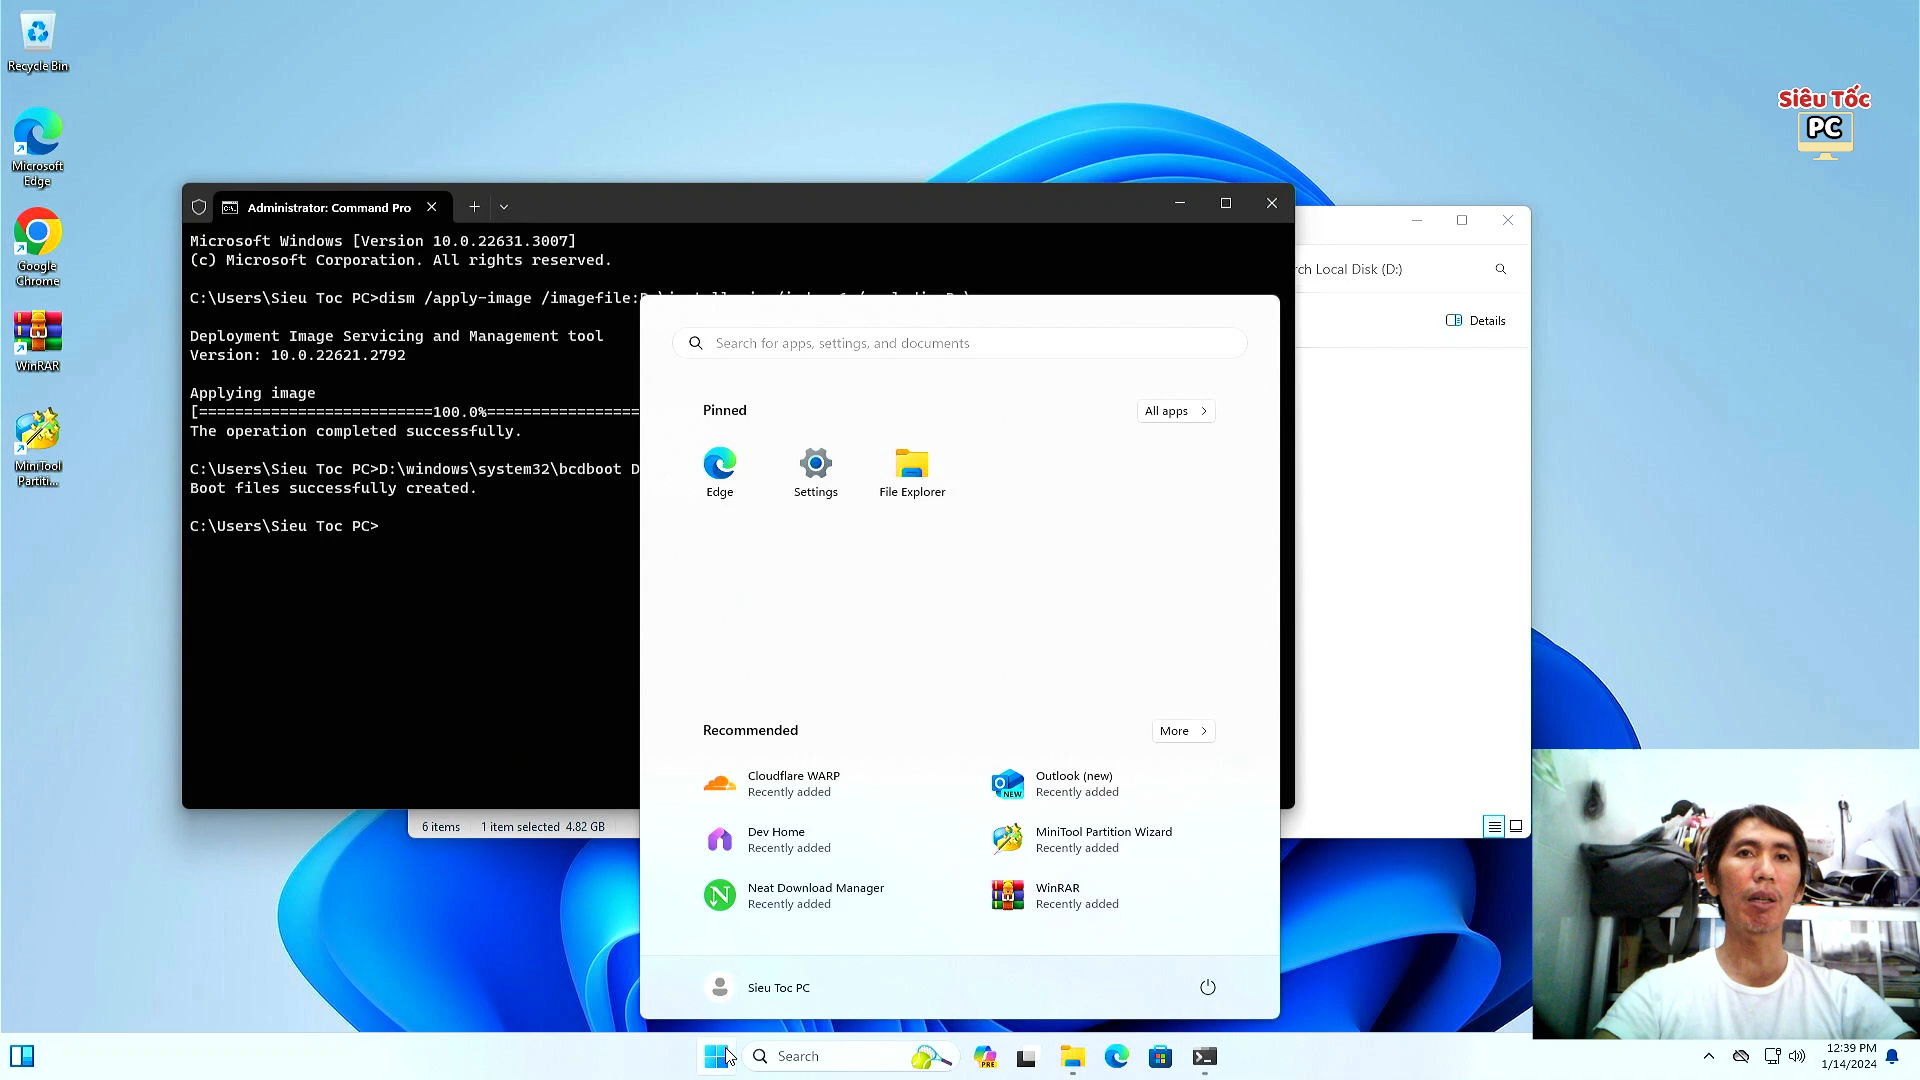 Recycle Bin
Microsoft
Edge
Google
Chrome
WinRAR
MiniTool
Partiti...
Siêu Tốc
PC
Administrator: Command Pro
Microsoft Windows [Version 10.0.22631.3007]
(c) Microsoft Corporation. All rights reserved.
C:\Users\Sieu Toc PC>dism /apply-image /imagefile:
Deployment Image Servicing and Management tool
Version: 10.0.22621.2792
Applying image
[==========================100.0%=================
The operation completed successfully.
C:\Users\Sieu Toc PC>D:\windows\system32\bcdboot D
Boot files successfully created.
C:\Users\Sieu Toc PC>
rch Local Disk (D:)
Details
6 items
1 item selected 4.82 GB
Search for apps, settings, and documents
Pinned
All apps
Edge
Settings
File Explorer
Recommended
More
Cloudflare WARP
Recently added
Outlook (new)
Recently added
Dev Home
Recently added
MiniTool Partition Wizard
Recently added
Neat Download Manager
Recently added
WinRAR
Recently added
Sieu Toc PC
Search
PRE
12:39 PM
1/14/2024